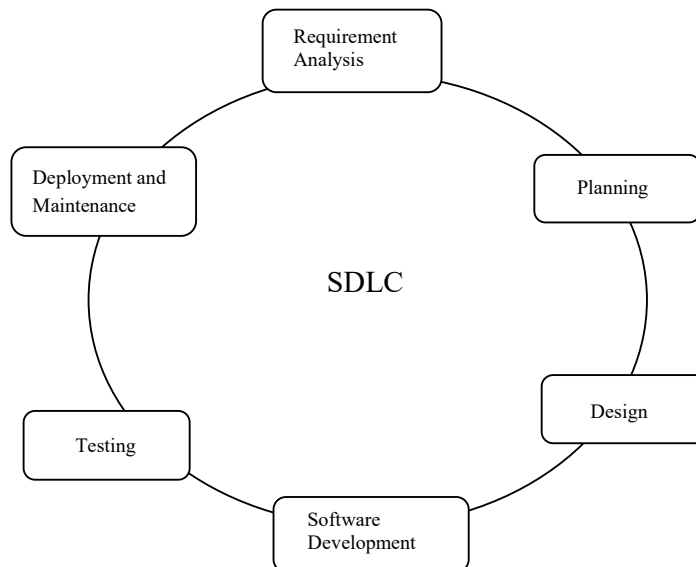 Requirement
Analysis
Deployment and
Maintenance
Planning
SDLC
Design
Testing
Software
Development